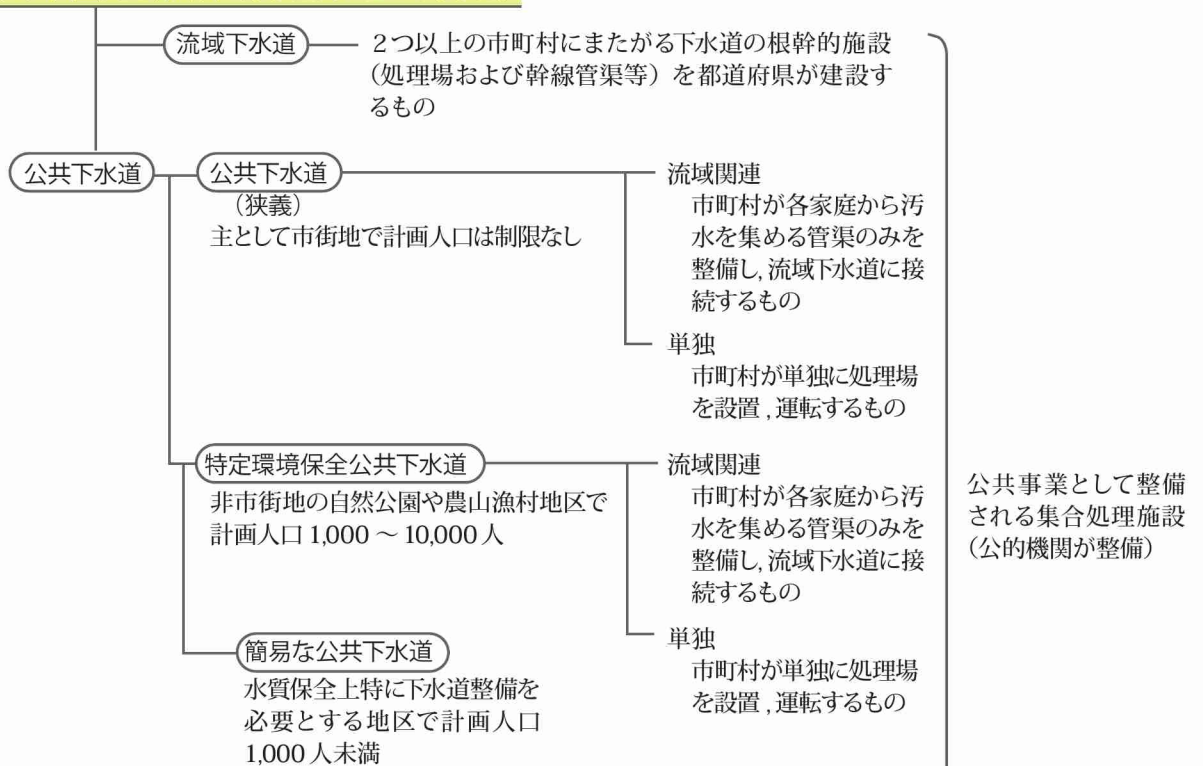 流域下水道
２つ以上の市町村にまたがる下水道の根幹的施設
（処理場および幹線管渠等）を都道府県が建設す
るもの
公共下水道
公共下水道
（狭義）
主として市街地で計画人口は制限なし
流域関連
市町村が各家庭から汚
水を集める管渠のみを
整備し, 流域下水道に接
続するもの
単独
市町村が単独に処理場
を設置 , 運転するもの
特定環境保全公共下水道
非市街地の自然公園や農山漁村地区で
計画人口 1,000 〜 10,000 人
流域関連
市町村が各家庭から汚
水を集める管渠のみを
整備し, 流域下水道に接
続するもの
単独
市町村が単独に処理場
を設置 , 運転するもの
簡易な公共下水道
水質保全上特に下水道整備を
必要とする地区で計画人口
1,000 人未満
公共事業として整備
される集合処理施設
（公的機関が整備）